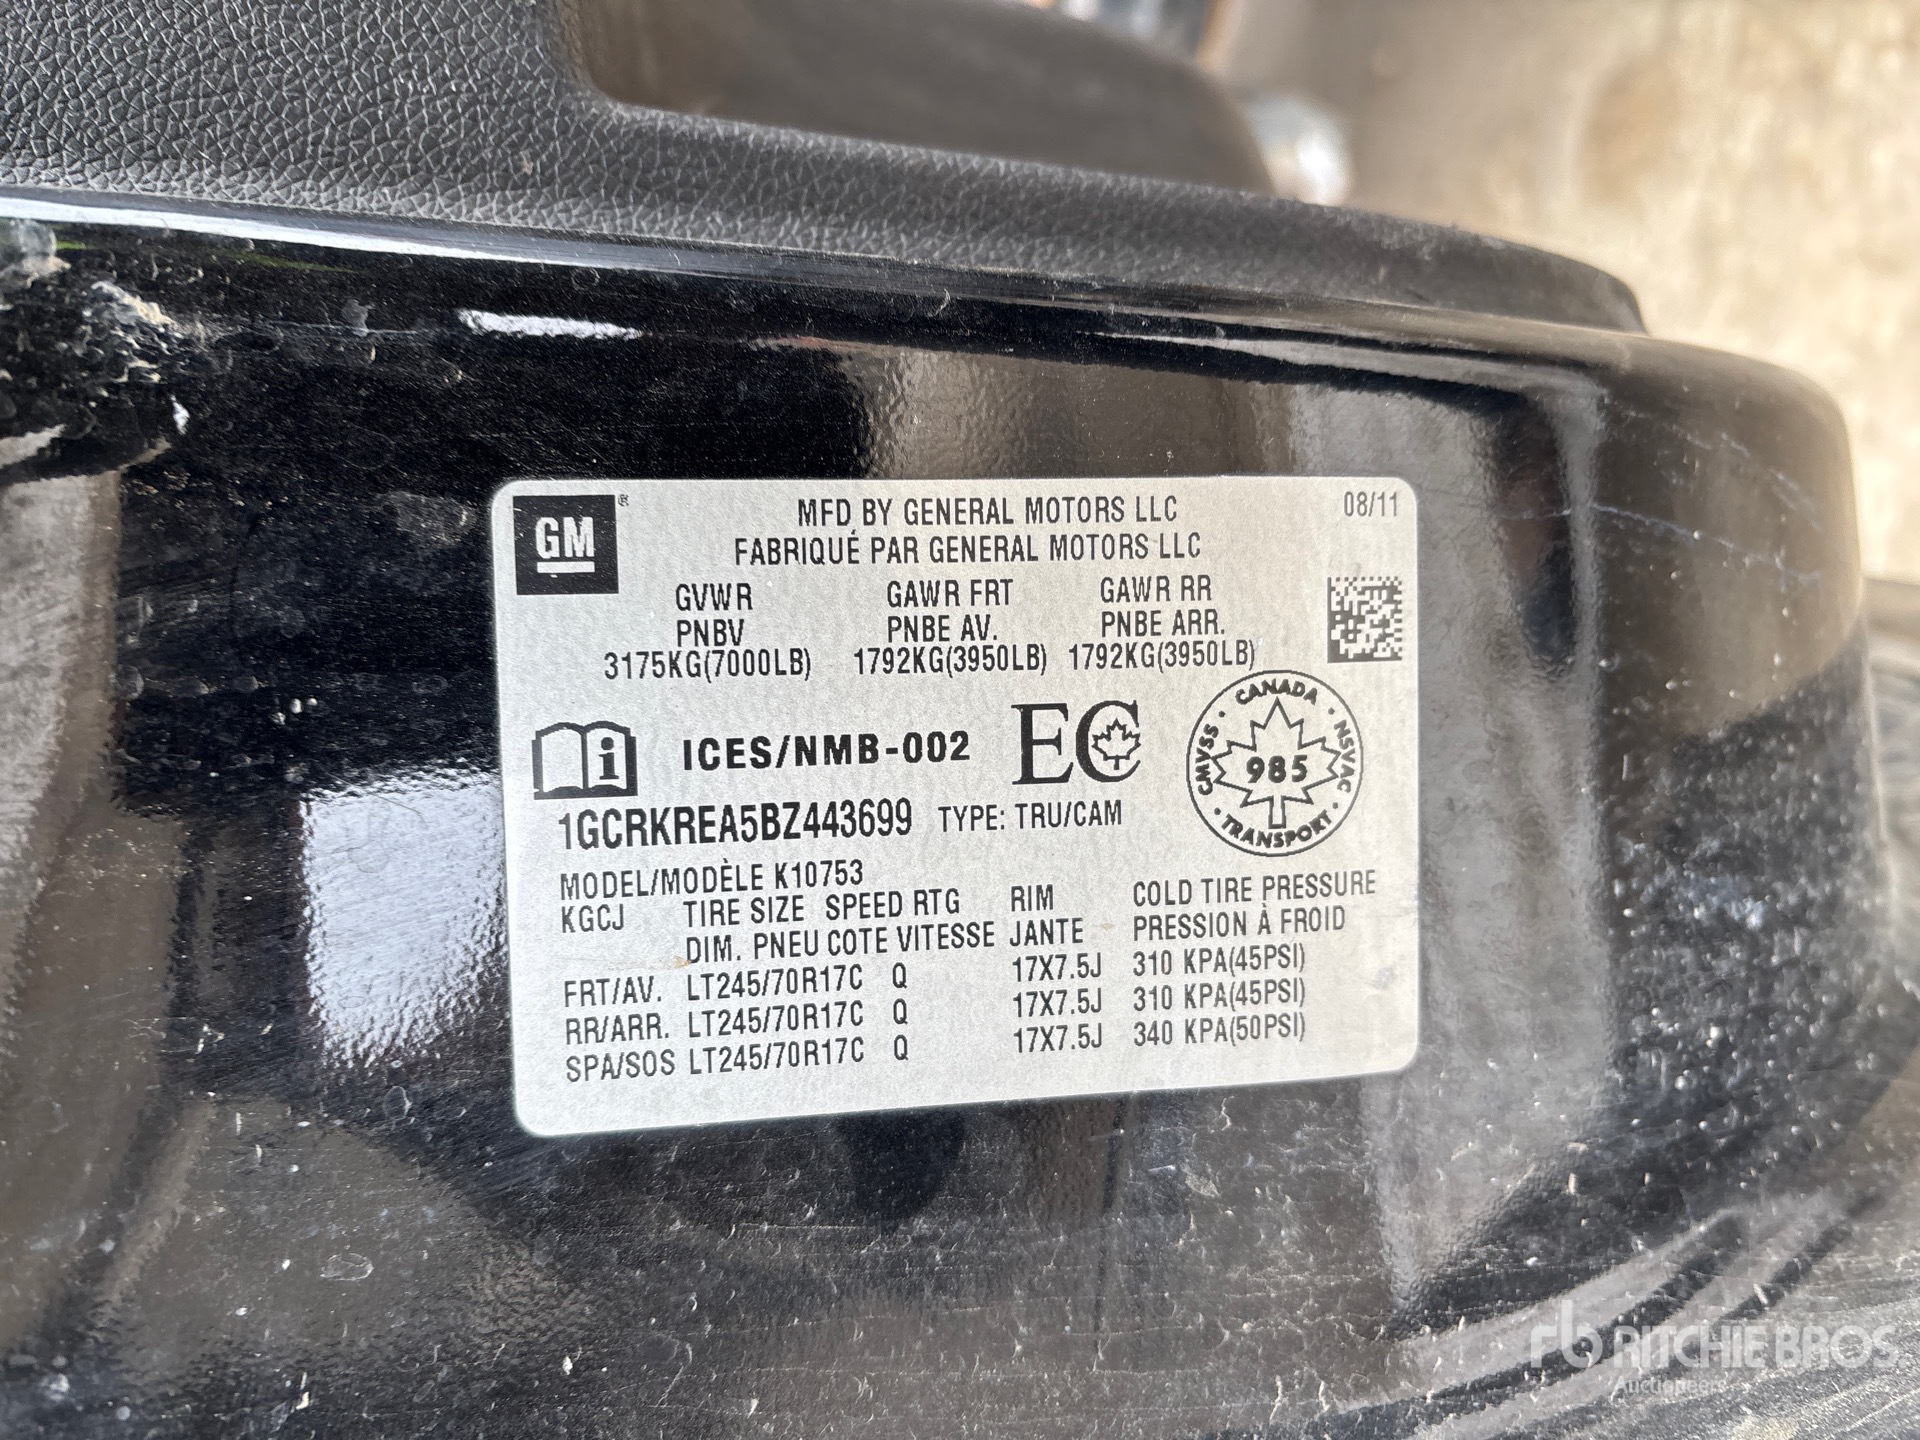 GM ®
MFD BY GENERAL MOTORS LLC 08/11
FABRIQUÉ PAR GENERAL MOTORS LLC
GVWR GAWR FRT GAWR RR
PNBV PNBE AV. PNBE ARR.
3175KG(7000LB) 1792KG(3950LB) 1792KG(3950LB)
ICES/NMB-002 EC
CANADA
CMVSS · 985 · NSVAC
· TRANSPORT ·
1GCRKREA5BZ443699 TYPE: TRU/CAM
MODEL/MODÈLE K10753
KGCJ TIRE SIZE SPEED RTG RIM COLD TIRE PRESSURE
DIM. PNEU COTE VITESSE JANTE PRESSION À FROID
FRT/AV. LT245/70R17C Q 17X7.5J 310 KPA(45PSI)
RR/ARR. LT245/70R17C Q 17X7.5J 310 KPA(45PSI)
SPA/SOS LT245/70R17C Q 17X7.5J 340 KPA(50PSI)
rb RITCHIE BROS.
Auctioneers